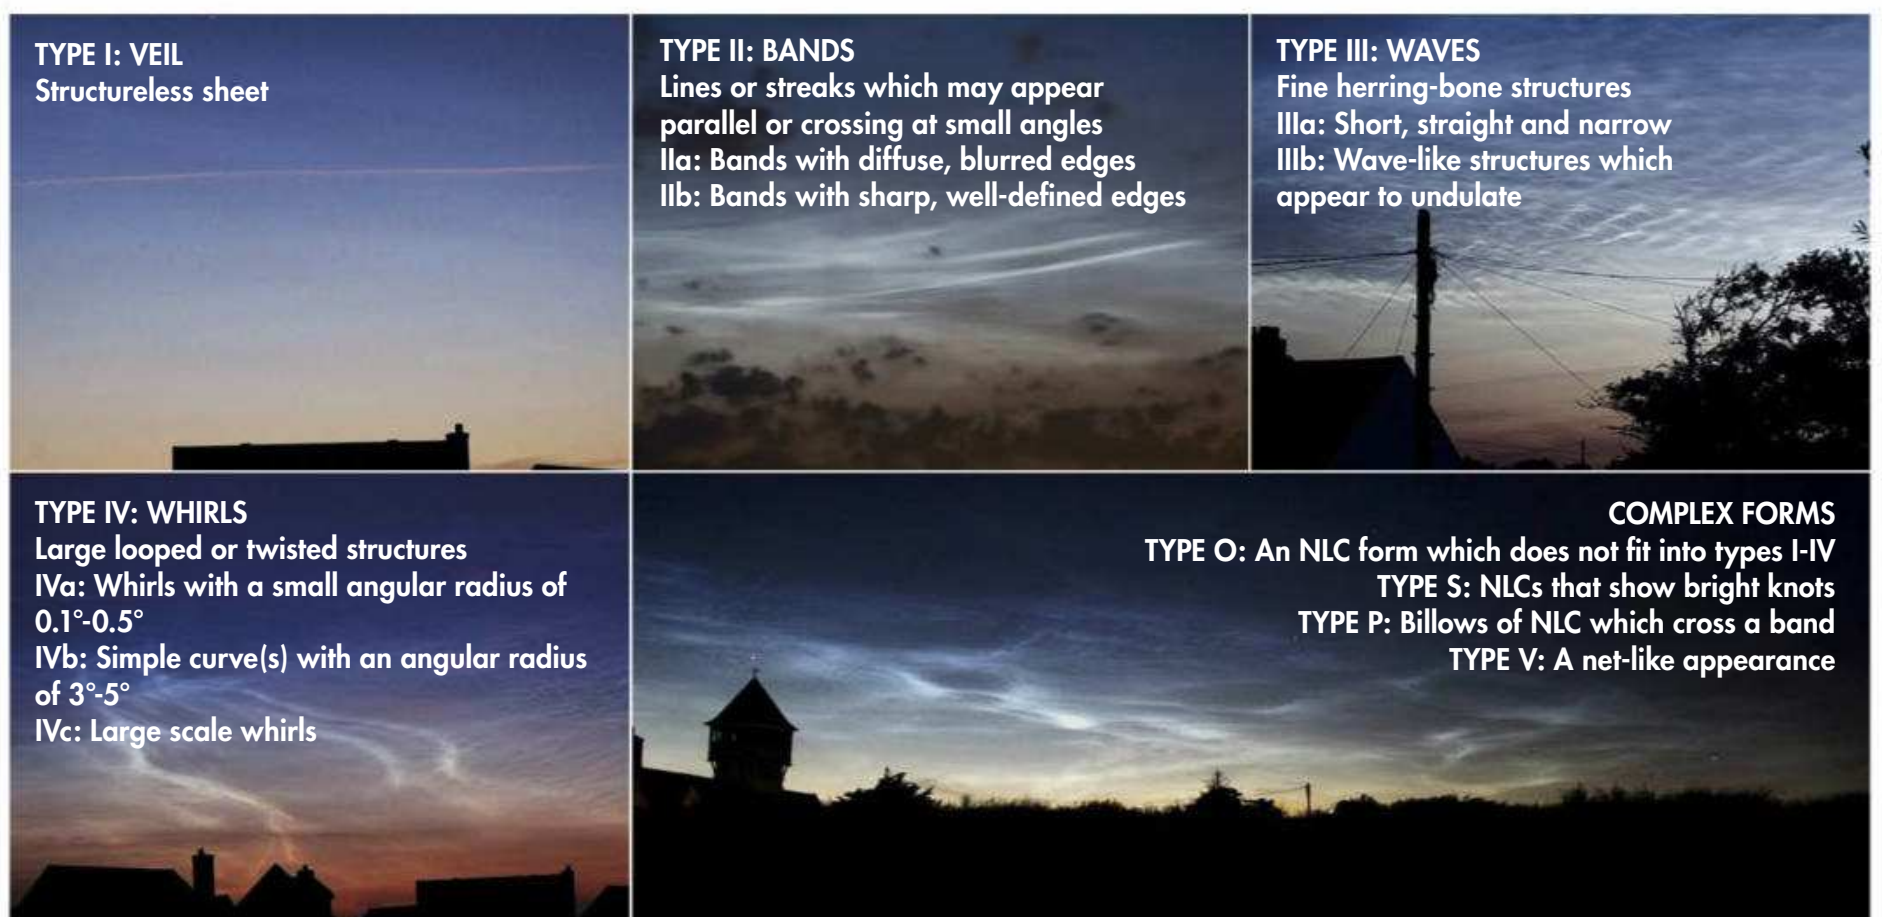 TYPE I: VEIL
Structureless sheet
TYPE II: BANDS
Lines or streaks which may appear
parallel or crossing at small angles
IIa: Bands with diffuse, blurred edges
IIb: Bands with sharp, well-defined edges
TYPE III: WAVES
Fine herring-bone structures
IIIa: Short, straight and narrow
IIIb: Wave-like structures which
appear to undulate
TYPE IV: WHIRLS
Large looped or twisted structures
IVa: Whirls with a small angular radius of
0.1°-0.5°
IVb: Simple curve(s) with an angular radius
of 3°-5°
IVc: Large scale whirls
COMPLEX FORMS
TYPE O: An NLC form which does not fit into types I-IV
TYPE S: NLCs that show bright knots
TYPE P: Billows of NLC which cross a band
TYPE V: A net-like appearance